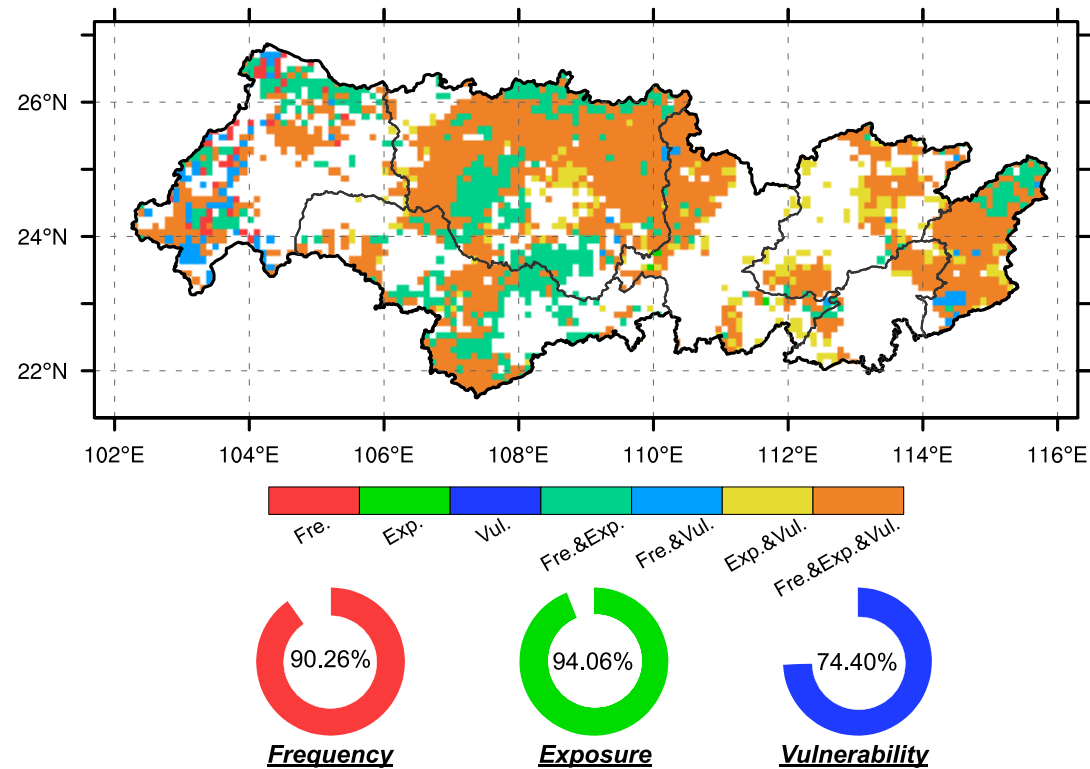 26°N
24°N
22°N
102°E 104°E 106°E 108°E 110°E 112°E 114°E 116°E
Fre. Exp. Vul. Fre.&Exp. Fre.&Vul. Exp.&Vul. Fre.&Exp.&Vul.
90.26% 94.06% 74.40%
Frequency Exposure Vulnerability